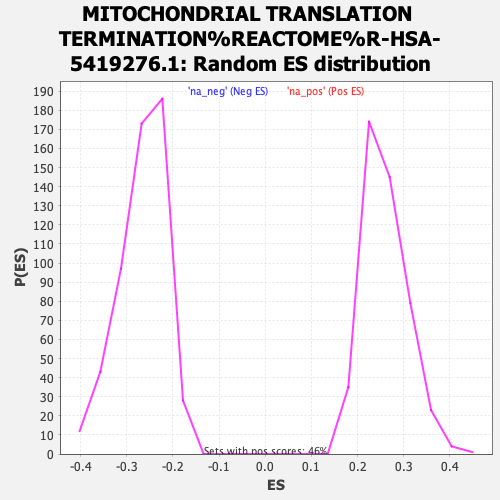 MITOCHONDRIAL TRANSLATION
TERMINATION%REACTOME%R-HSA-
5419276.1: Random ES distribution
'na_neg' (Neg ES) 'na_pos' (Pos ES)
190
180
170
160
150
140
130
120
110
100
90
80
70
60
50
40
30
20
10
0
P(ES)
Sets with pos scores: 46%
-0.4 -0.3 -0.2 -0.1 0.0 0.1 0.2 0.3 0.4
ES